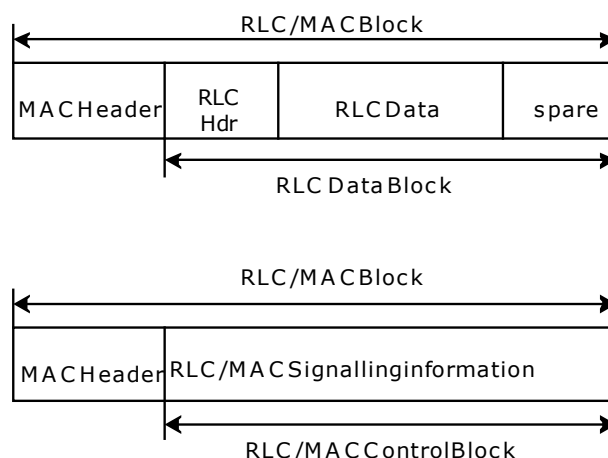 RLC/MACBlock
MACHeader RLC Hdr RLCData spare
RLC DataBlock
RLC/MACBlock
MACHeader RLC/MACSignallinginformation
RLC/MACControlBlock